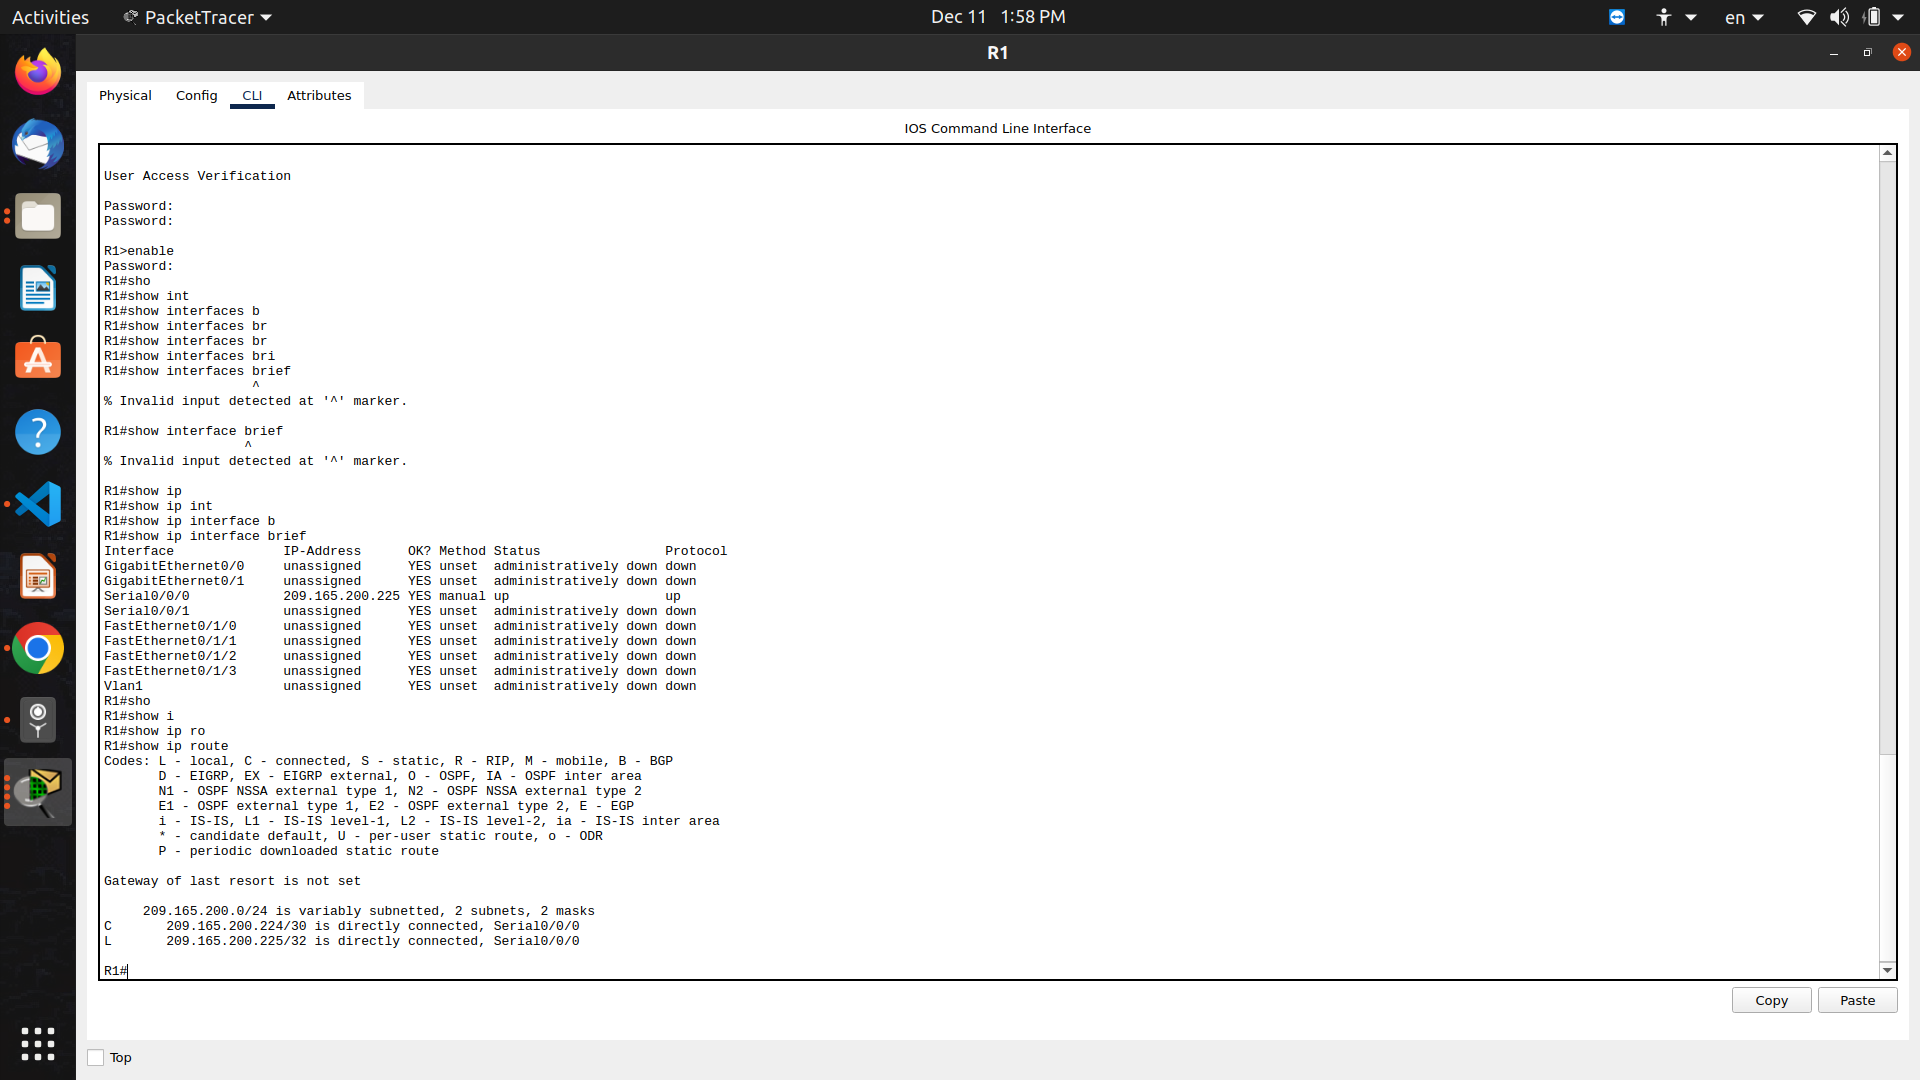 Activities
PacketTracer
Dec 11 1:58 PM
en
R1
Physical
Config
CLI
Attributes
IOS Command Line Interface
User Access Verification
Password:
Password:
R1>enable
Password:
R1#sho
R1#show int
R1#show interfaces b
R1#show interfaces br
R1#show interfaces br
R1#show interfaces bri
R1#show interfaces brief
^
% Invalid input detected at '^' marker.
R1#show interface brief
^
% Invalid input detected at '^' marker.
R1#show ip
R1#show ip int
R1#show ip interface b
R1#show ip interface brief
Interface              IP-Address      OK? Method Status                Protocol
GigabitEthernet0/0     unassigned      YES unset  administratively down down
GigabitEthernet0/1     unassigned      YES unset  administratively down down
Serial0/0/0            209.165.200.225 YES manual up                    up
Serial0/0/1            unassigned      YES unset  administratively down down
FastEthernet0/1/0      unassigned      YES unset  administratively down down
FastEthernet0/1/1      unassigned      YES unset  administratively down down
FastEthernet0/1/2      unassigned      YES unset  administratively down down
FastEthernet0/1/3      unassigned      YES unset  administratively down down
Vlan1                  unassigned      YES unset  administratively down down
R1#sho
R1#show i
R1#show ip ro
R1#show ip route
Codes: L - local, C - connected, S - static, R - RIP, M - mobile, B - BGP
D - EIGRP, EX - EIGRP external, O - OSPF, IA - OSPF inter area
N1 - OSPF NSSA external type 1, N2 - OSPF NSSA external type 2
E1 - OSPF external type 1, E2 - OSPF external type 2, E - EGP
i - IS-IS, L1 - IS-IS level-1, L2 - IS-IS level-2, ia - IS-IS inter area
* - candidate default, U - per-user static route, o - ODR
P - periodic downloaded static route
Gateway of last resort is not set
209.165.200.0/24 is variably subnetted, 2 subnets, 2 masks
C       209.165.200.224/30 is directly connected, Serial0/0/0
L       209.165.200.225/32 is directly connected, Serial0/0/0
R1#
Copy
Paste
Top